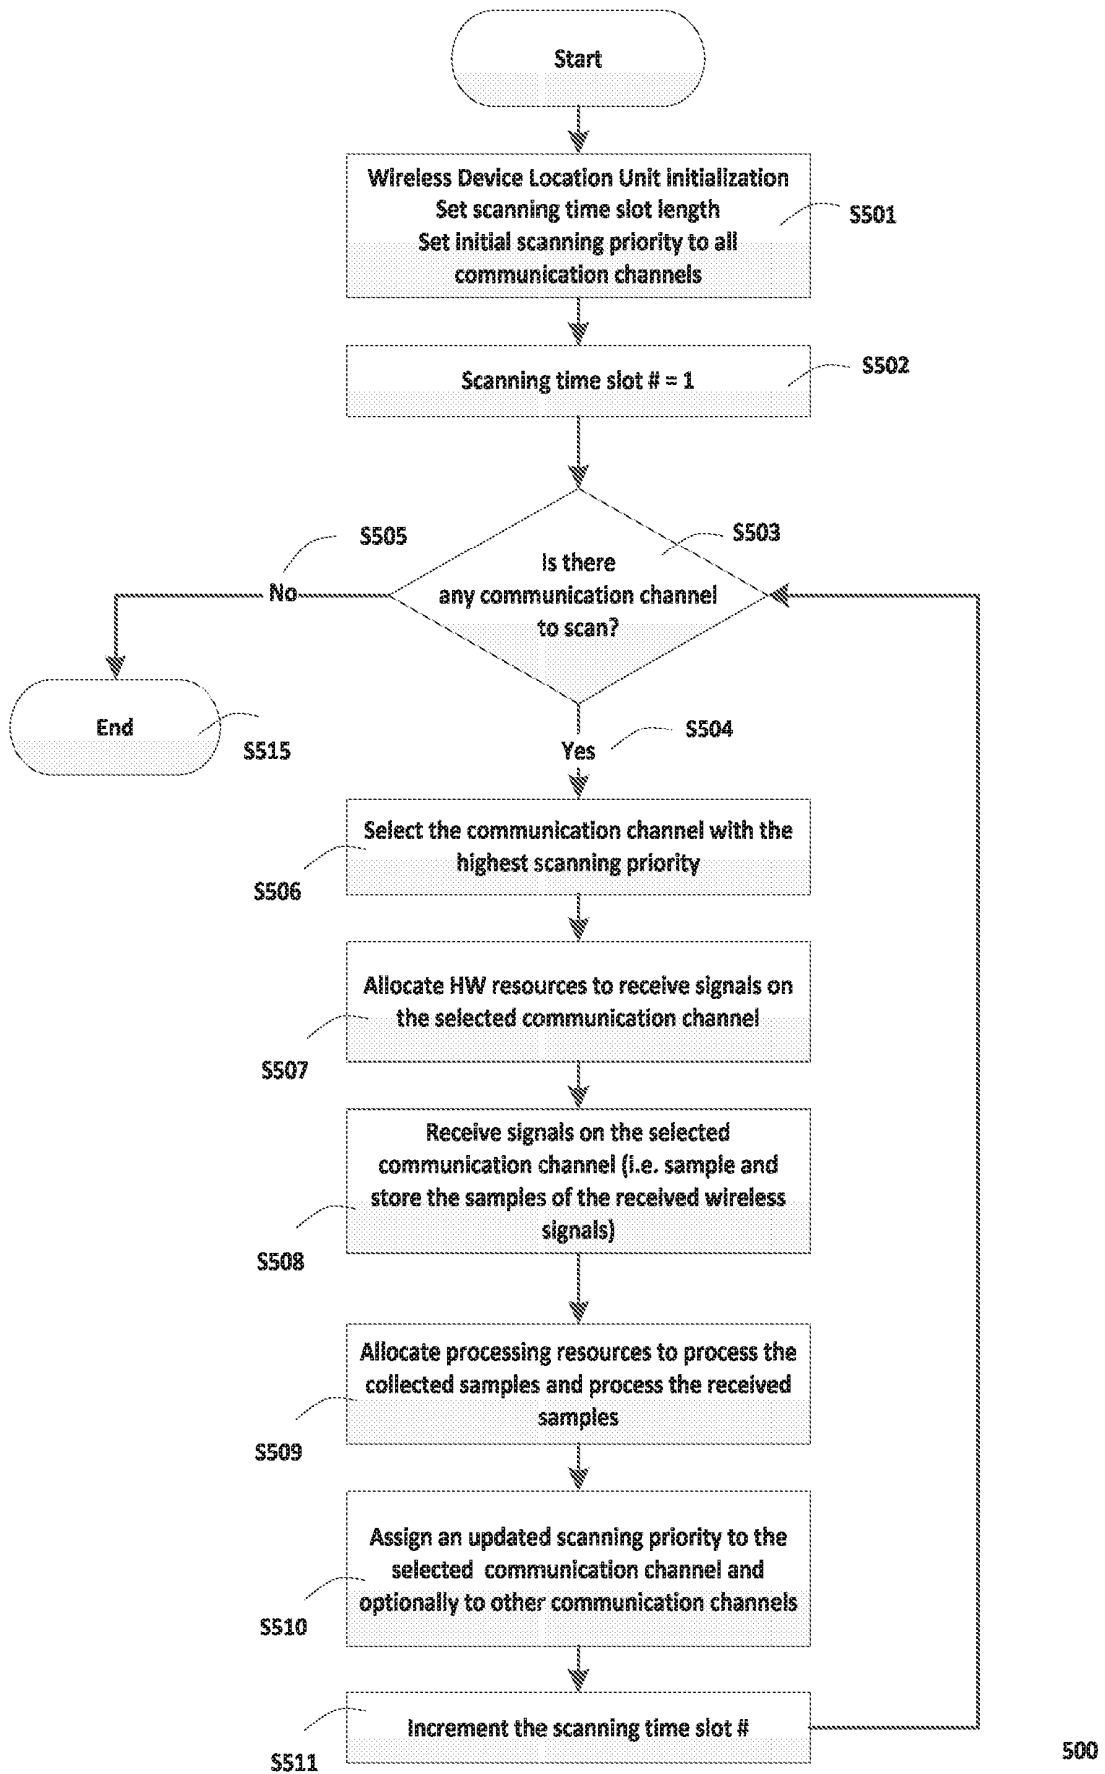 Start
Wireless Device Location Unit initialization
Set scanning time slot length
Set initial scanning priority to all
communication channels
S501
Scanning time slot # = 1
S502
S505
S503
No
Is there
any communication channel
to scan?
End
S515
S504
Yes
Select the communication channel with the
highest scanning priority
S506
Allocate HW resources to receive signals on
the selected communication channel
S507
Receive signals on the selected
communication channel (i.e. sample and
store the samples of the received wireless
signals)
S508
Allocate processing resources to process the
collected samples and process the received
samples
S509
Assign an updated scanning priority to the
selected communication channel and
optionally to other communication channels
S510
Increment the scanning time slot #
S511
500